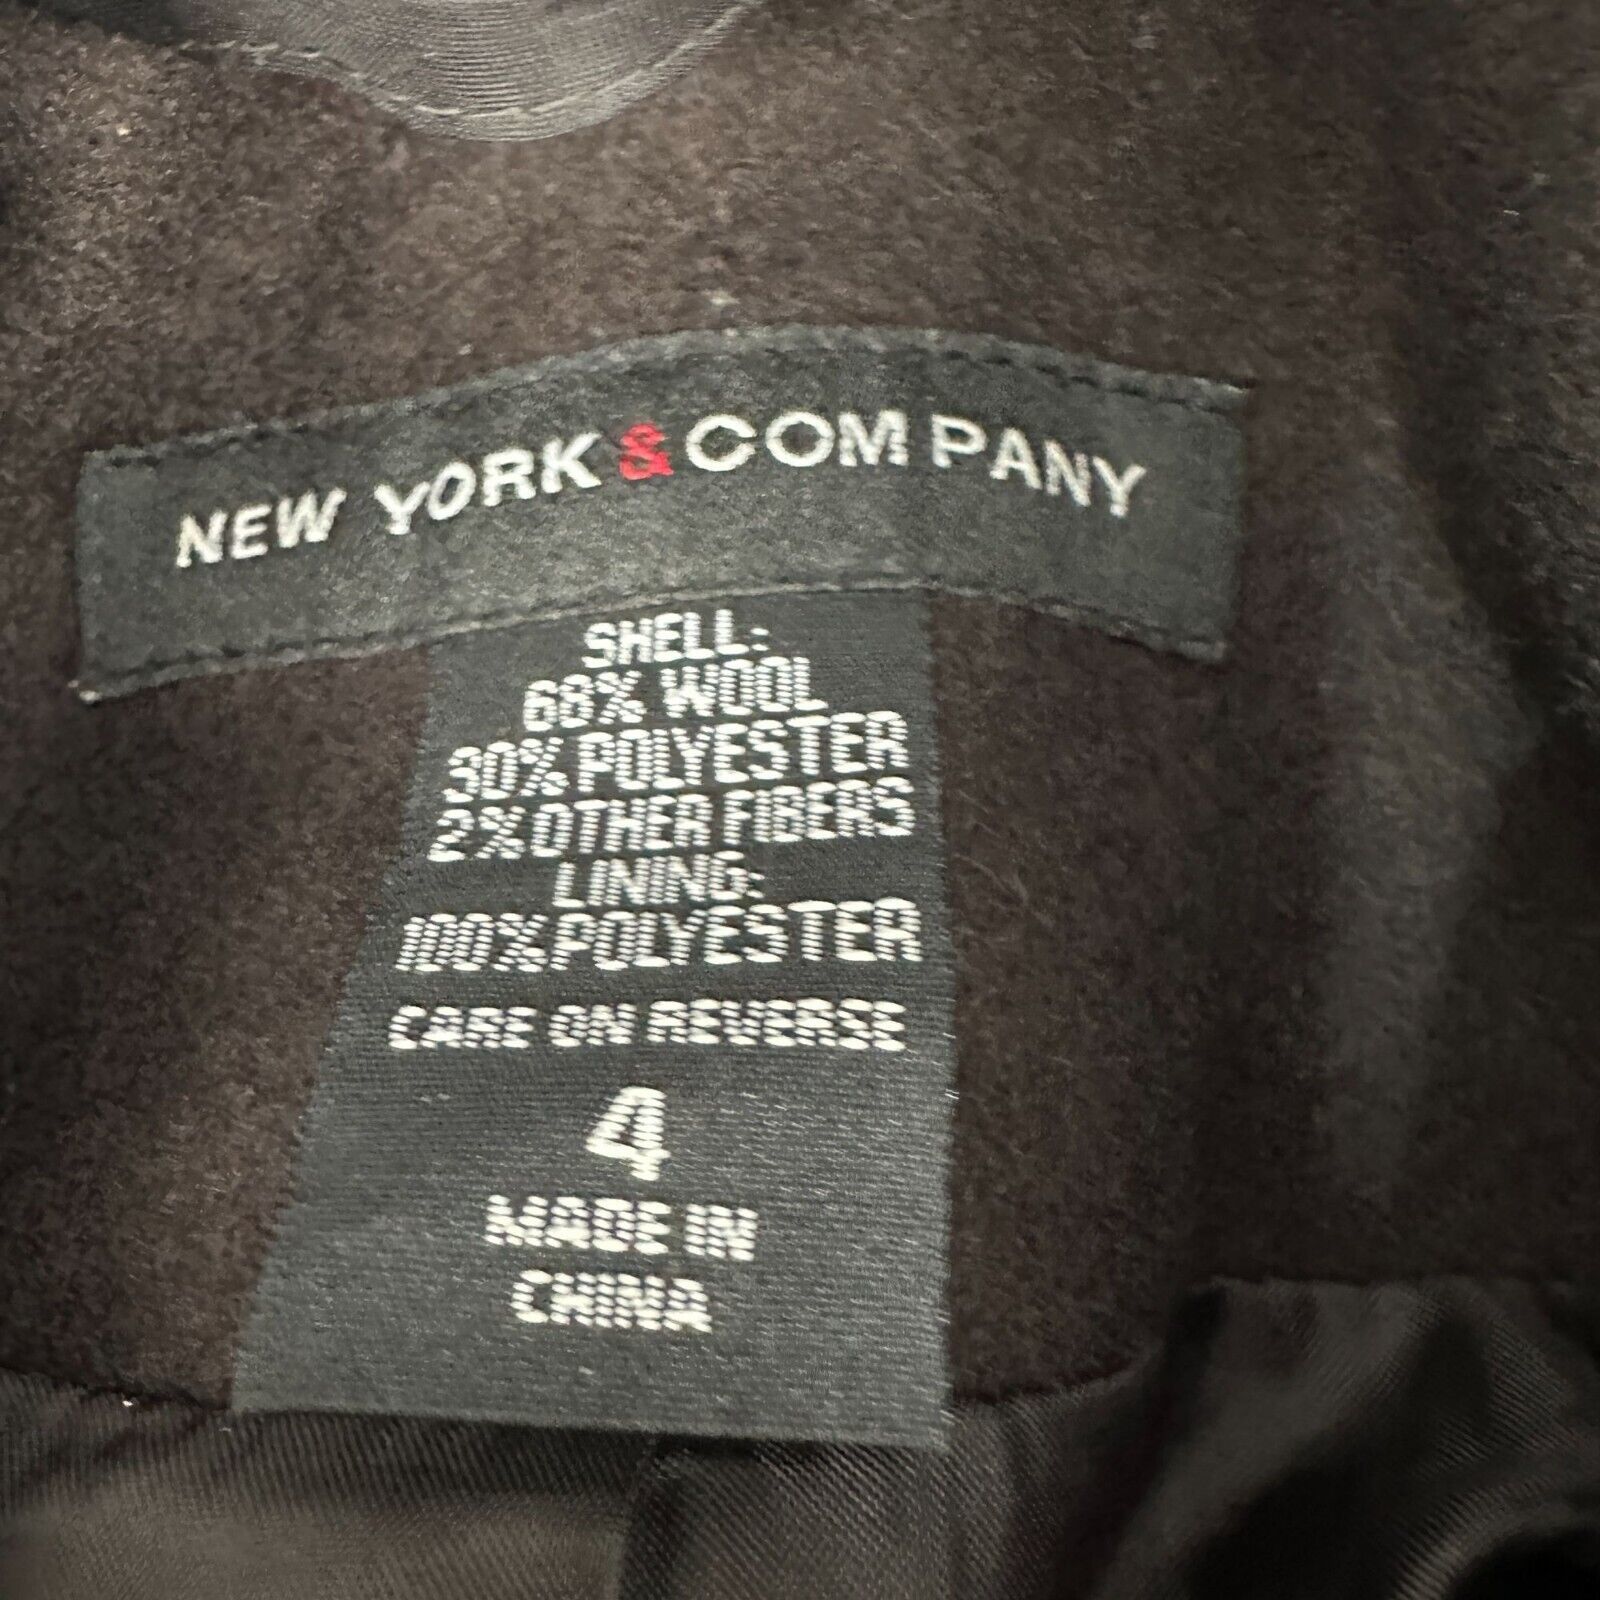 NEW YORK & COMPANY
SHELL:
68% WOOL
30% POLYESTER
2% OTHER FIBERS
LINING:
100% POLYESTER
CARE ON REVERSE
4
MADE IN
CHINA